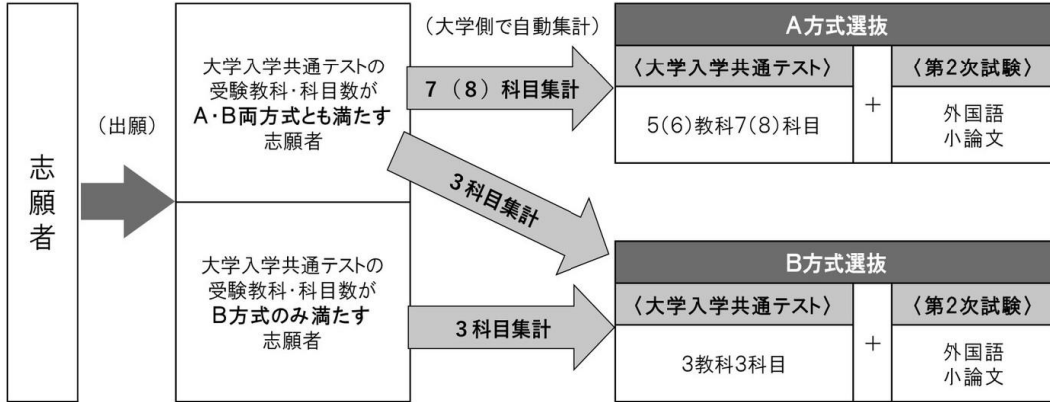 志願者
（出願）
大学入学共通テストの
受験教科・科目数が
A・B両方式とも満たす
志願者
大学入学共通テストの
受験教科・科目数が
B方式のみ満たす
志願者
（大学側で自動集計）
7（8）科目集計
3科目集計
3科目集計
A方式選抜
〈大学入学共通テスト〉
5(6)教科7(8)科目
+
〈第2次試験〉
外国語
小論文
B方式選抜
〈大学入学共通テスト〉
3教科3科目
+
〈第2次試験〉
外国語
小論文